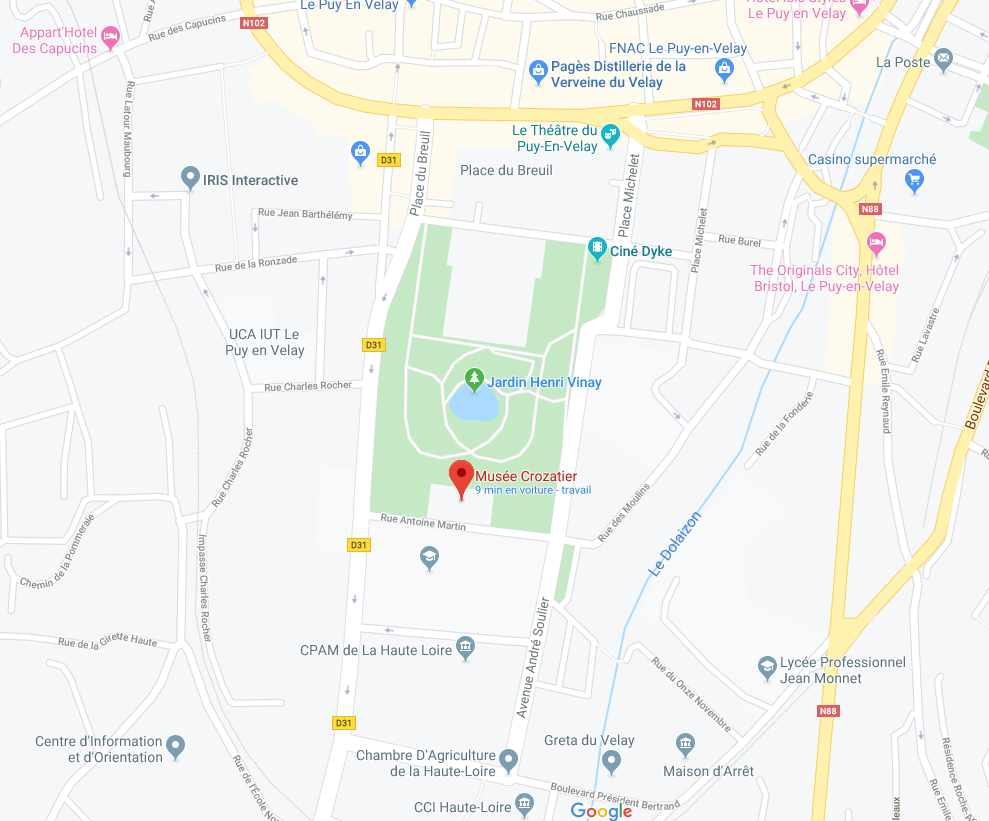 Le Puy En Velay
Rue Chaussade
Le Puy en Velay
N102
Rue des Capucins
Appart'Hotel
Des Capucins
FNAC Le Puy-en-Velay
La Poste
Pagès Distillerie de la
Verveine du Velay
Rue Latour Maubourg
N102
Le Théâtre du
Puy-En-Velay
D31
Place du Breuil
Place du Breuil
Place Michelet
Casino supermarché
IRIS Interactive
N88
Rue Jean Barthélémy
Place Michelet
Rue Burel
Ciné Dyke
Rue de la Ronzade
The Originals City, Hôtel
Bristol, Le Puy-en-Velay
UCA IUT Le
Puy en Velay
D31
Rue Lavastre
Rue Emile Reynaud
Rue Charles Rocher
Jardin Henri Vinay
Boulevard
Rue de la Fonderie
Rue Charles Rocher
Musée Crozatier
9 min en voiture - travail
Rue des Moulins
Rue Antoine Martin
Le Dolaizon
D31
Chemin de la Pommeraie
Impasse Charles Rocher
Rue de la Girette Haute
CPAM de La Haute Loire
Avenue André Soulier
Rue du Onze Novembre
Lycée Professionnel
Jean Monnet
N88
D31
Centre d'Information
et d'Orientation
Rue de l'École
Chambre D'Agriculture
de la Haute-Loire
Greta du Velay
Maison d'Arrêt
Boulevard Président Bertrand
CCI Haute-Loire
Google
Résidence Roche
Rue Emile